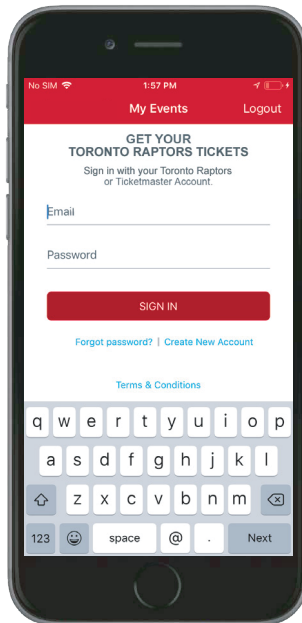 No SIM 1:57 PM
My Events Logout
GET YOUR
TORONTO RAPTORS TICKETS
Sign in with your Toronto Raptors
or Ticketmaster Account.
Email
Password
SIGN IN
Forgot password? | Create New Account
Terms & Conditions
q w e r t y u i o p
a s d f g h j k l
z x c v b n m
123 space @ . Next